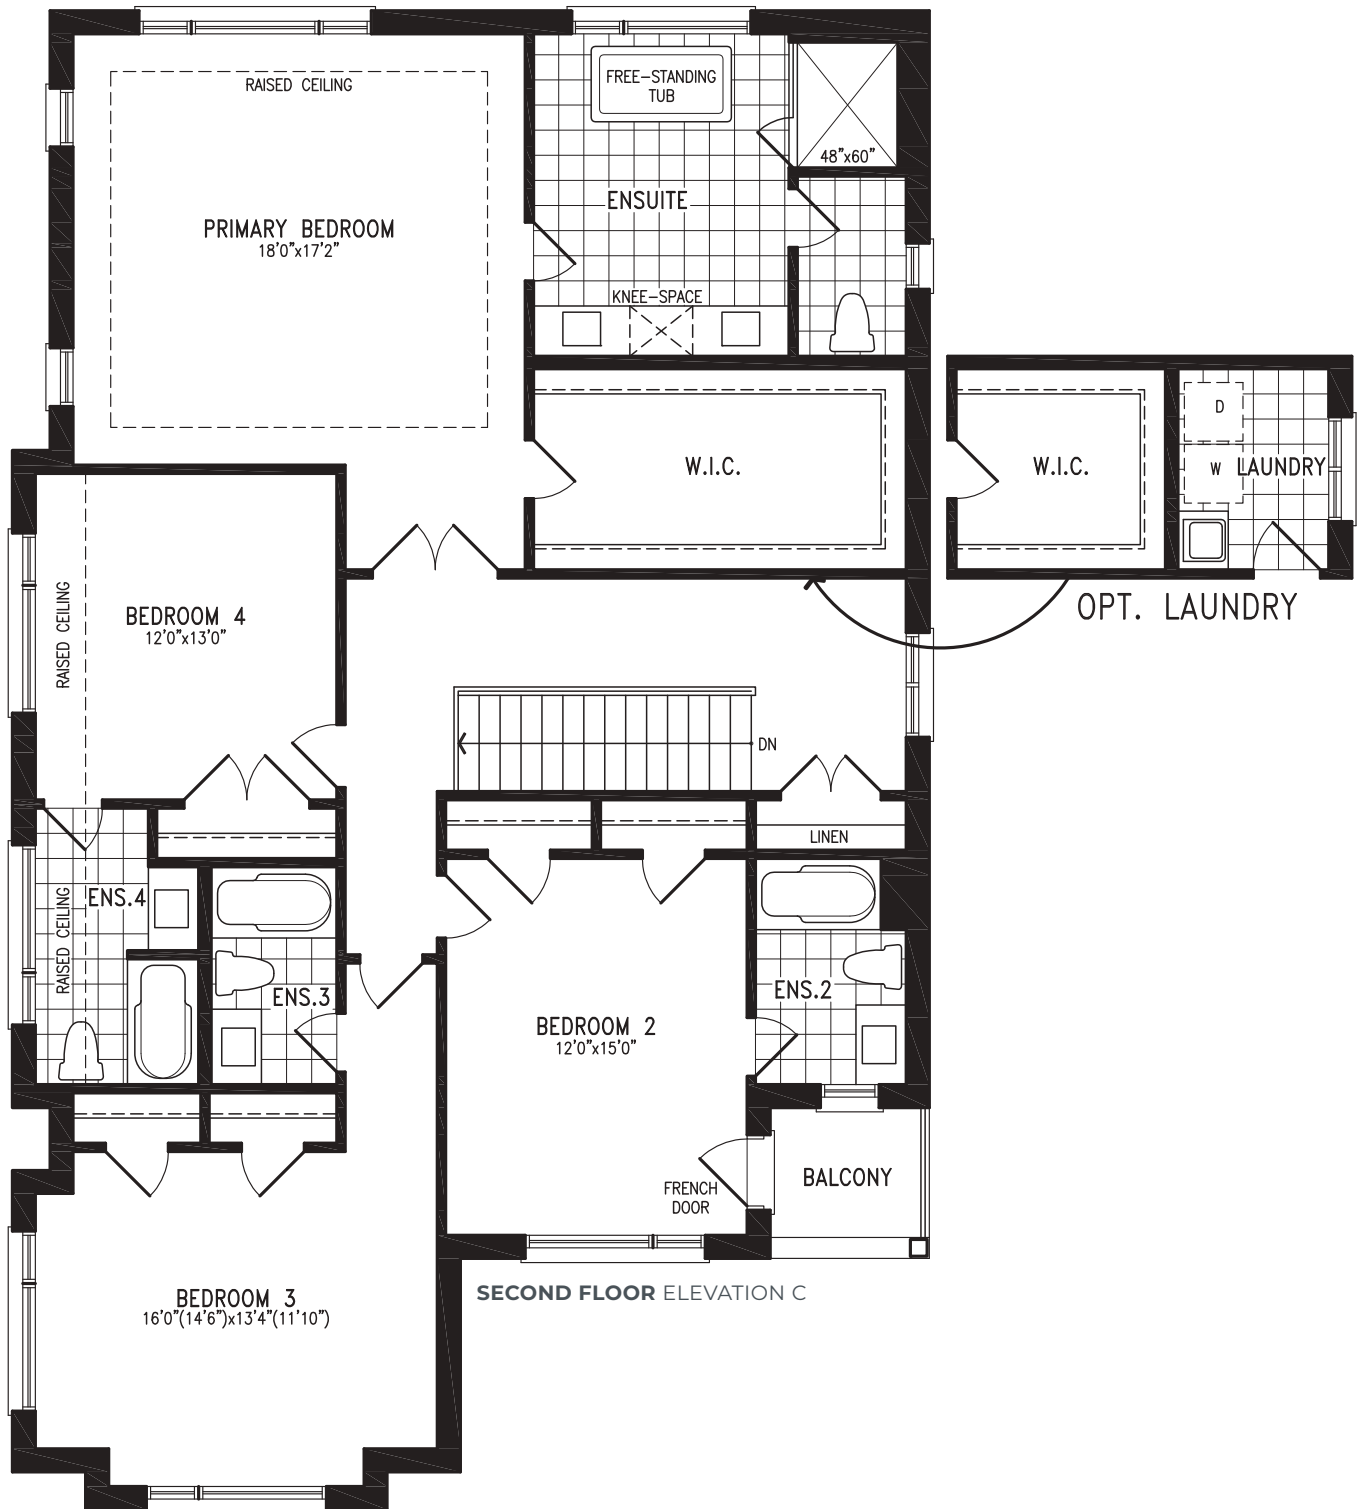 RAISED CEILING
FREE-STANDING
TUB
48"x60"
ENSUITE
PRIMARY BEDROOM
18'0"x17'2"
KNEE-SPACE
W.I.C.
W.I.C.
D
W
LAUNDRY
OPT. LAUNDRY
RAISED CEILING
BEDROOM 4
12'0"x13'0"
DN
LINEN
ENS.4
RAISED CEILING
ENS.3
ENS.2
BEDROOM 2
12'0"x15'0"
BALCONY
FRENCH
DOOR
SECOND FLOOR ELEVATION C
BEDROOM 3
16'0"(14'6")x13'4"(11'10")